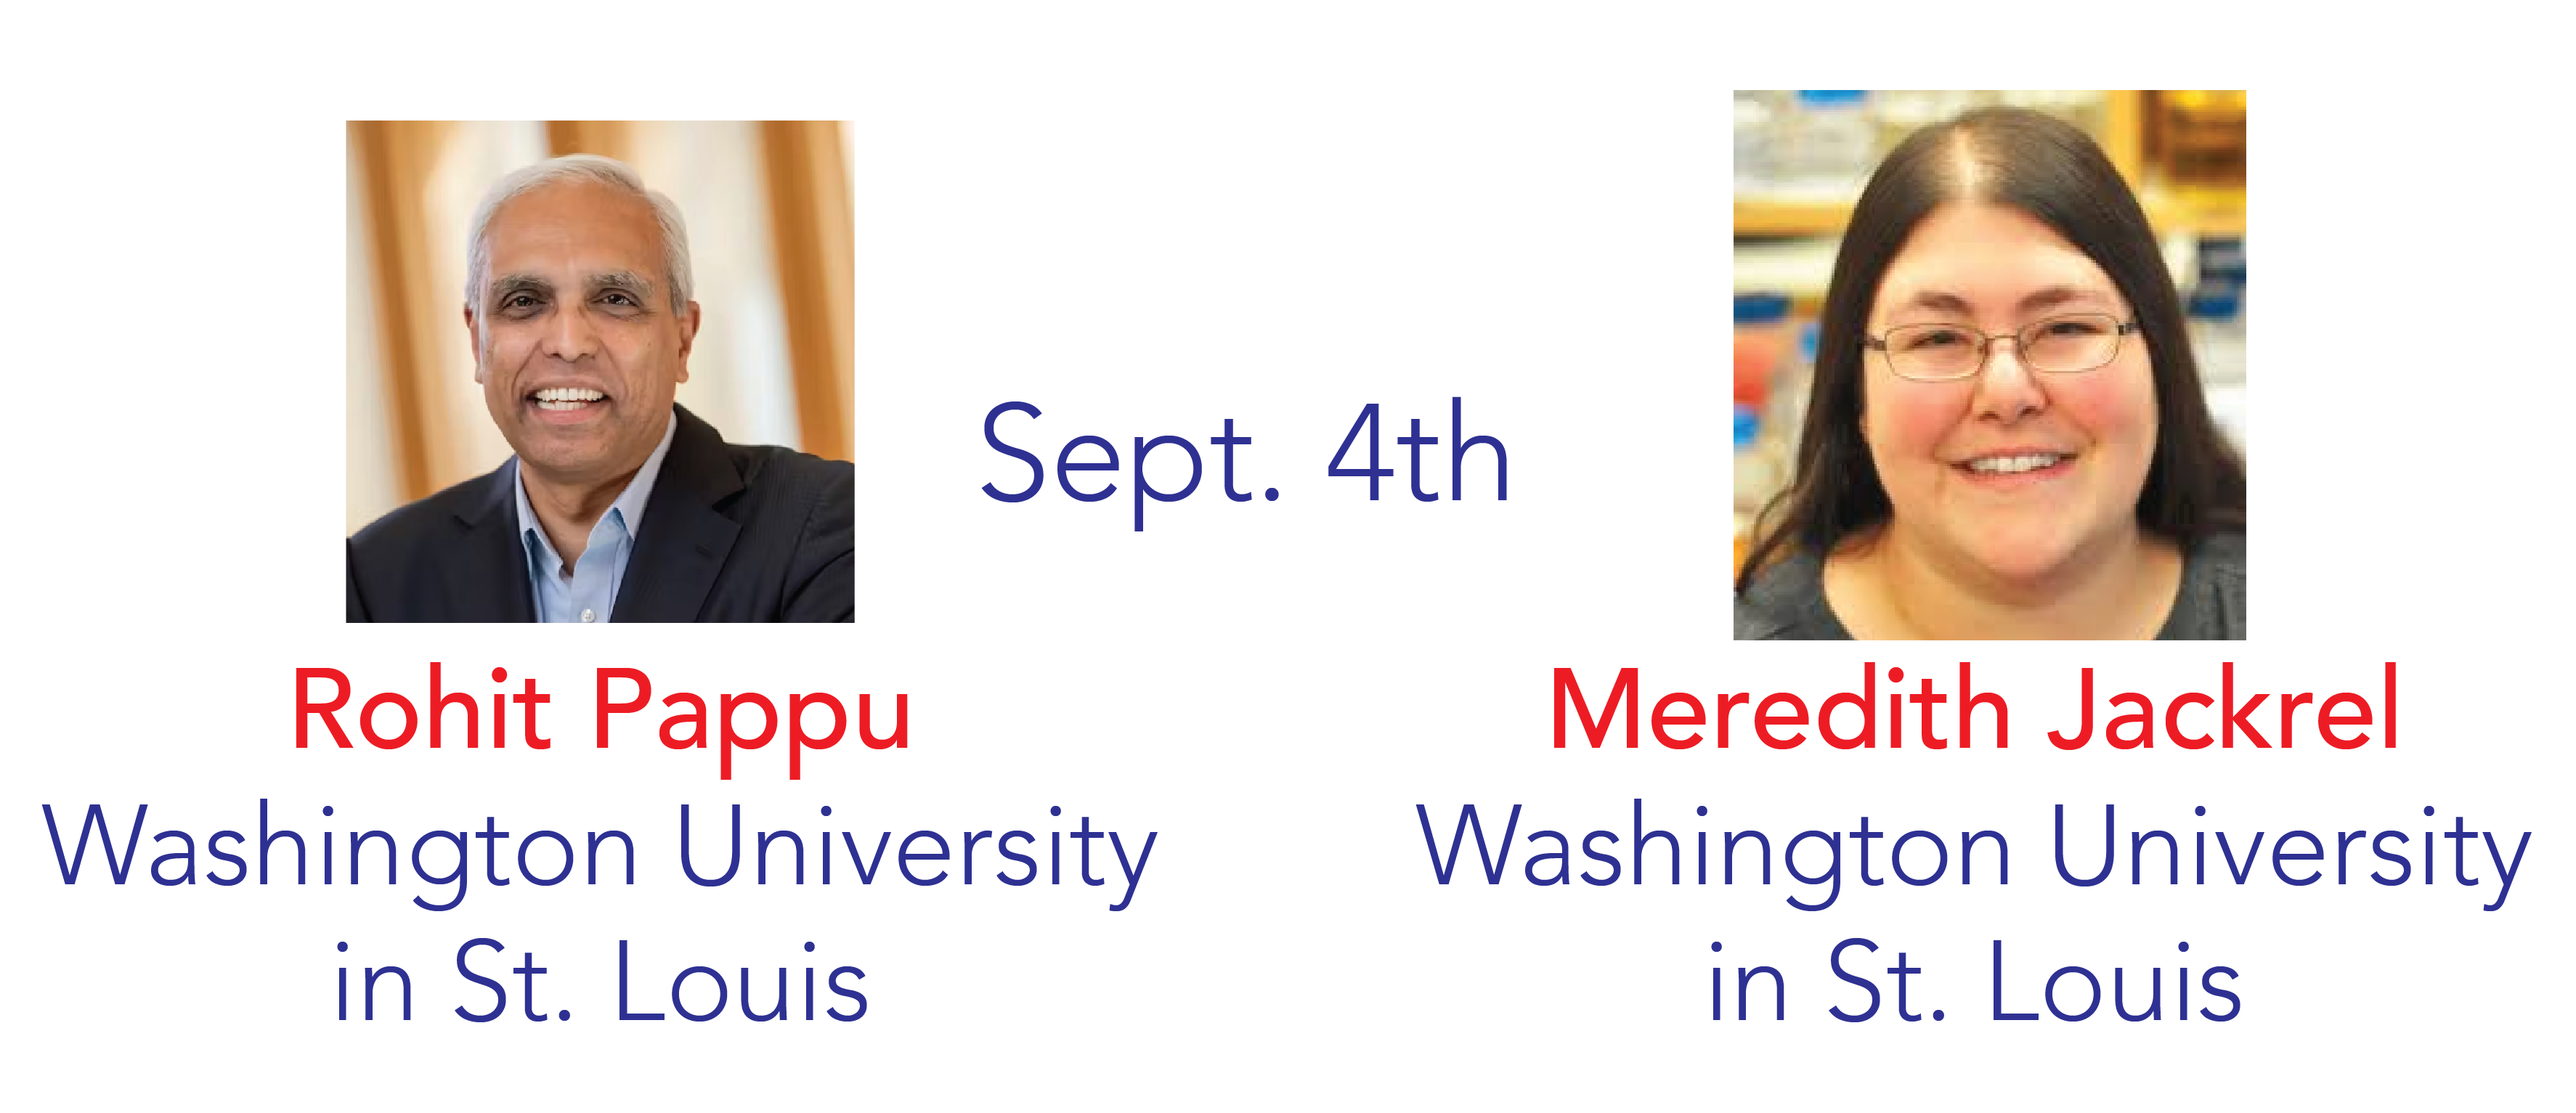 Sept. 4th
Rohit Pappu
Washington University
in St. Louis
Meredith Jackrel
Washington University
in St. Louis